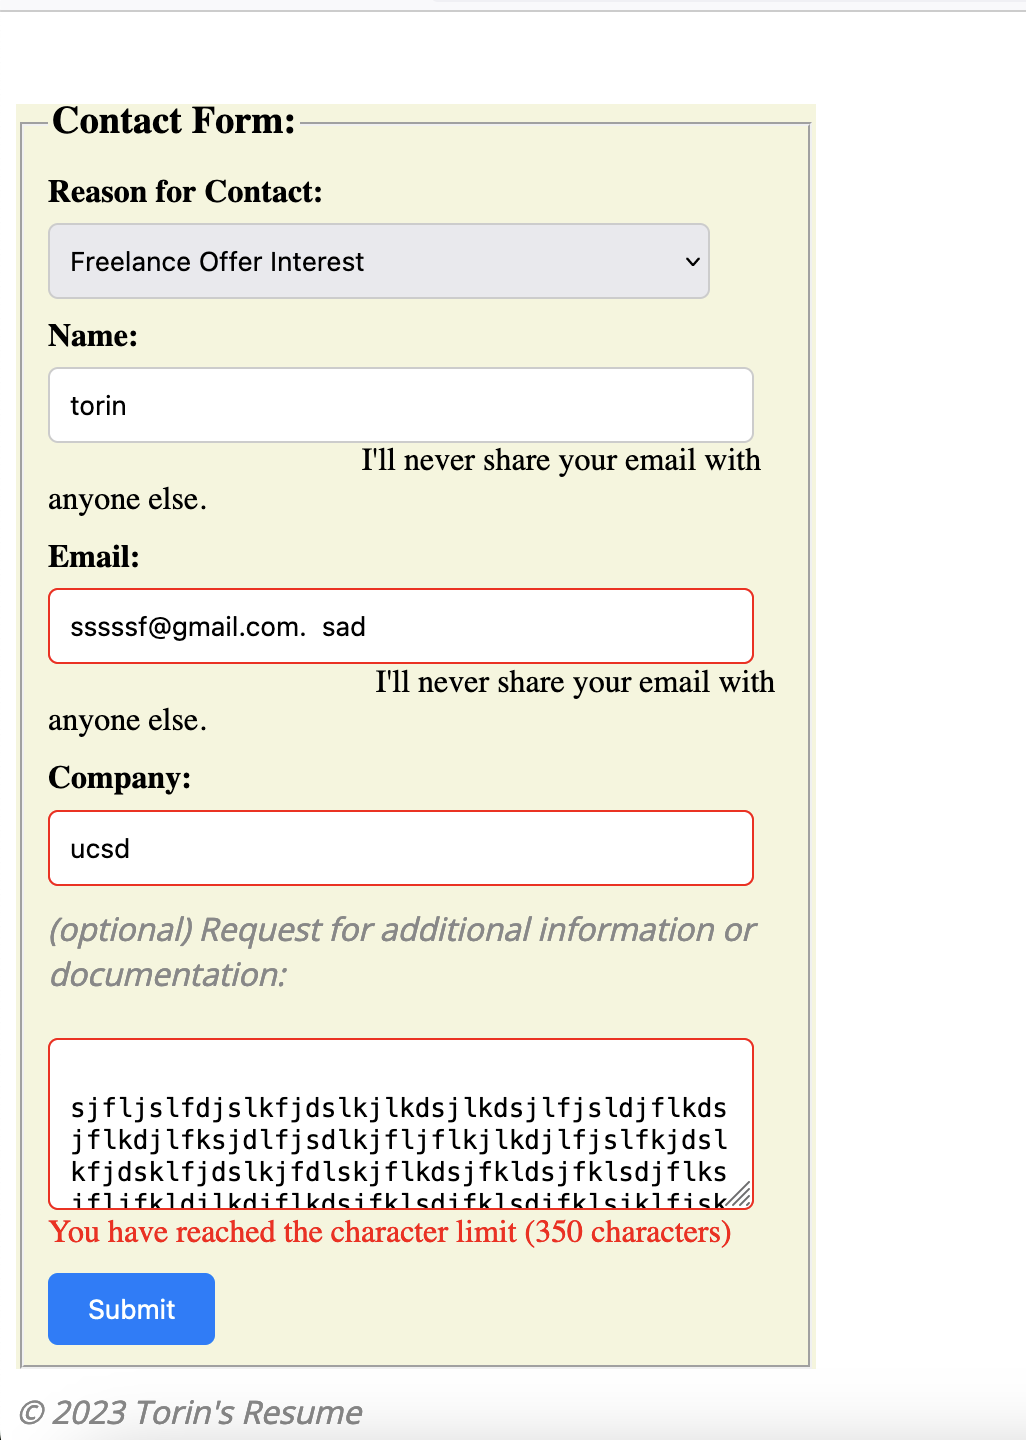 Contact Form:
Reason for Contact:
Freelance Offer Interest
Name:
torin
I'll never share your email with
anyone else.
Email:
sssssf@gmail.com.  sad
I'll never share your email with
anyone else.
Company:
ucsd
(optional) Request for additional information or
documentation:
sjfljslfdjslkfjdslkjlkdsjlkdsjlfjsldjflkds
jflkdjlfksjdlfjsdlkjfljflkjlkdjlfjslfkjdsl
kfjdsklfjdslkjfdlskjflkdsjfkldsjfklsdjflks
You have reached the character limit (350 characters)
Submit
© 2023 Torin's Resume